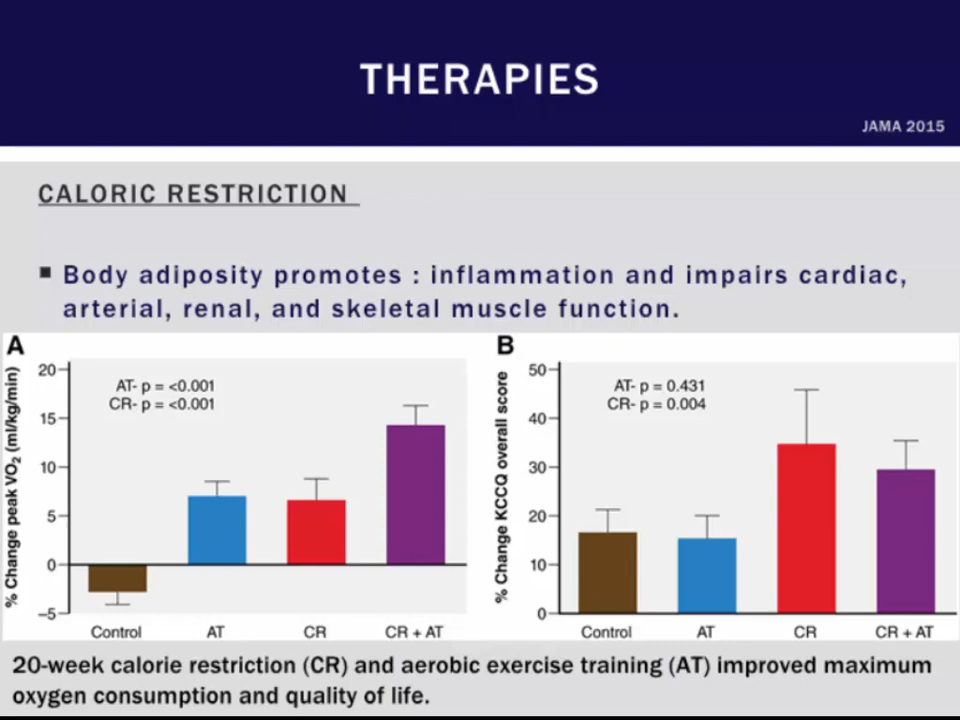 THERAPIES
JAMA 2015
CALORIC RESTRICTION
■ Body adiposity promotes : inflammation and impairs cardiac,
arterial, renal, and skeletal muscle function.
A
% Change peak VO₂ (ml/kg/min)
20
15
10
5
0
–5
AT- p = <0.001
CR- p = <0.001
Control AT CR CR + AT
B
% Change KCCQ overall score
50
40
30
20
10
0
AT- p = 0.431
CR- p = 0.004
Control AT CR CR + AT
20-week calorie restriction (CR) and aerobic exercise training (AT) improved maximum
oxygen consumption and quality of life.